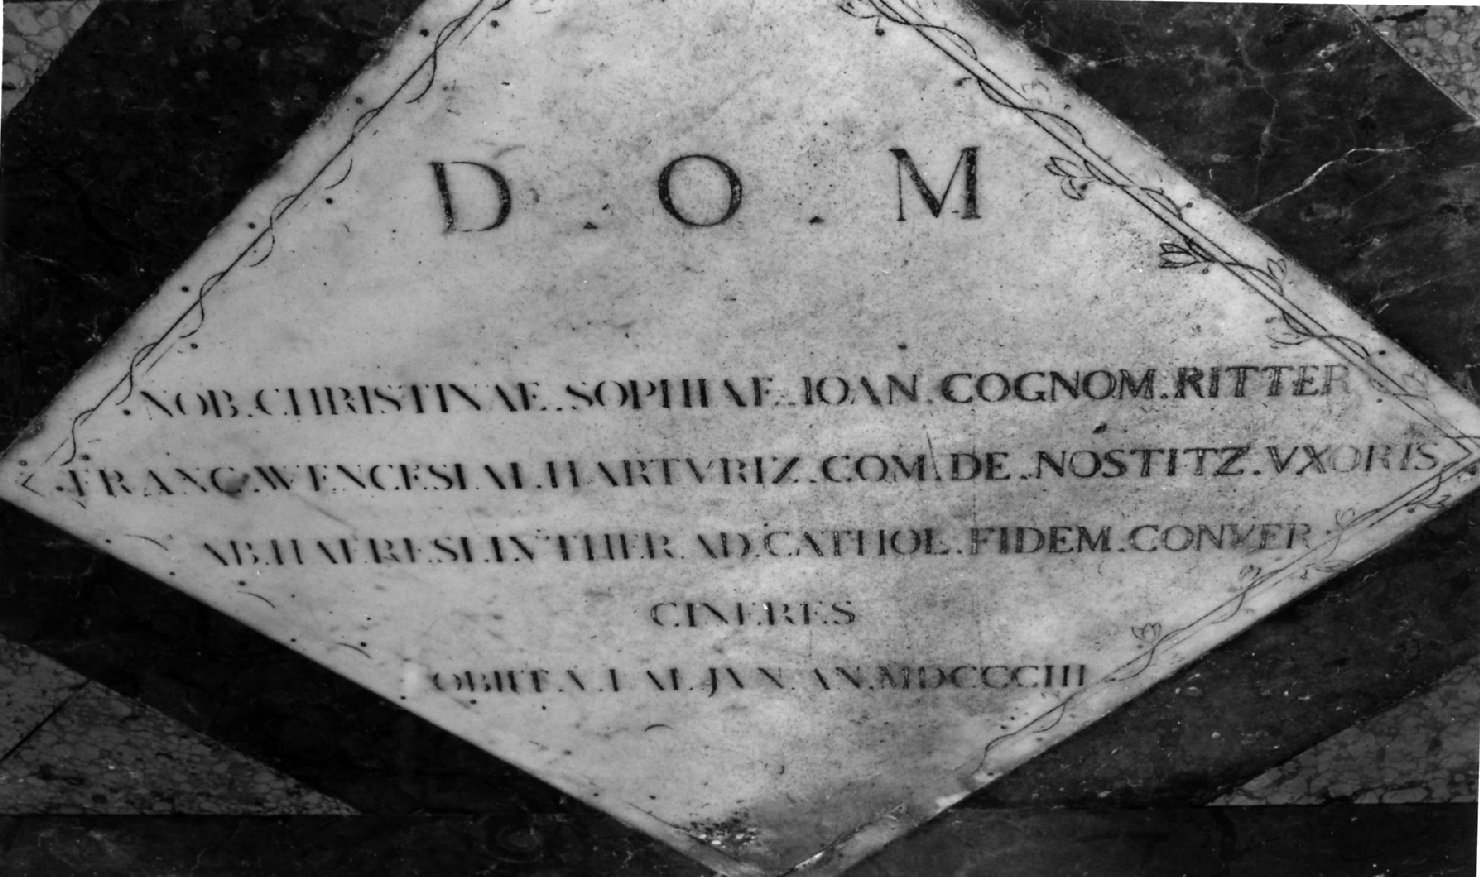 D . O . M
.NOB.CHRISTINAE.SOPHIAE.IOAN.COGNOM.RITTER
.FRANC.WENCESLAI.HARTVRIZ.COM.DE.NOSTITZ.VXORIS
AB.HAERESI.LVTHER.AD.CATHOL.FIDEM.CONVER
CINERES
OBIIT.V.KAL.JVN.AN.MDCCCIII